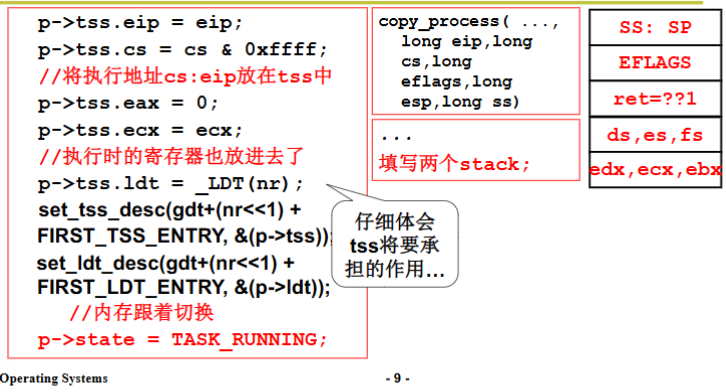 p->tss.eip = eip;
p->tss.cs = cs & 0xffff;
//将执行地址cs:eip放在tss中
p->tss.eax = 0;
p->tss.ecx = ecx;
//执行时的寄存器也放进去了
p->tss.ldt = _LDT(nr);
set_tss_desc(gdt+(nr<<1) +
FIRST_TSS_ENTRY, &(p->tss));
set_ldt_desc(gdt+(nr<<1) +
FIRST_LDT_ENTRY, &(p->ldt));
//内存跟着切换
p->state = TASK_RUNNING;
copy_process( ...,
long eip,long
cs,long
eflags,long
esp,long ss)
...
填写两个stack;
仔细体会
tss将要承
担的作用...
SS: SP
EFLAGS
ret=??1
ds,es,fs
edx,ecx,ebx
Operating Systems
- 9 -